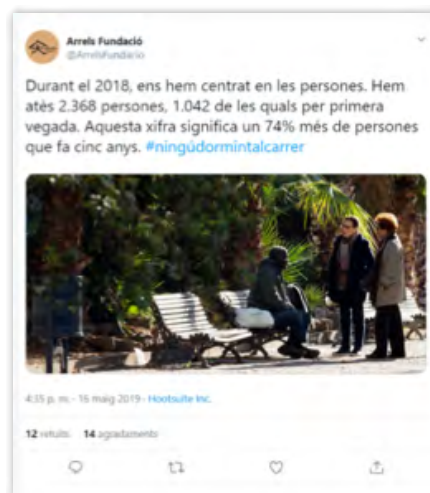 Arrels Fundació
@ArrelsFundacio
Durant el 2018, ens hem centrat en les persones. Hem
atès 2.368 persones, 1.042 de les quals per primera
vegada. Aquesta xifra significa un 74% més de persones
que fa cinc anys. #ningúdormintalcarrer
4:35 p. m. · 16 maig 2019 · Hootsuite Inc.
12 retuits 14 agradaments